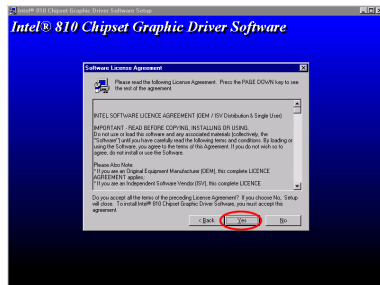 Intel® 810 Chipset Graphic Driver Software Setup
Intel® 810 Chipset Graphic Driver Software
Software License Agreement
Please read the following License Agreement. Press the PAGE DOWN key to see
the rest of the agreement.
INTEL SOFTWARE LICENCE AGREEMENT (OEM / ISV Distribution & Single User)
IMPORTANT - READ BEFORE COPYING, INSTALLING OR USING.
Do not use or load this software and any associated materials (collectively, the
"Software") until you have carefully read the following terms and conditions. By loading or
using the Software, you agree to the terms of this Agreement. If you do not wish to so
agree, do not install or use the Software.
Please Also Note:
* If you are an Original Equipment Manufacturer (OEM), this complete LICENCE
AGREEMENT applies;
* If you are an Independent Software Vendor (ISV), this complete LICENCE
Do you accept all the terms of the preceding License Agreement? If you choose No, Setup
will close. To install Intel® 810 Chipset Graphic Driver Software, you must accept this
agreement.
< Back
Yes
No